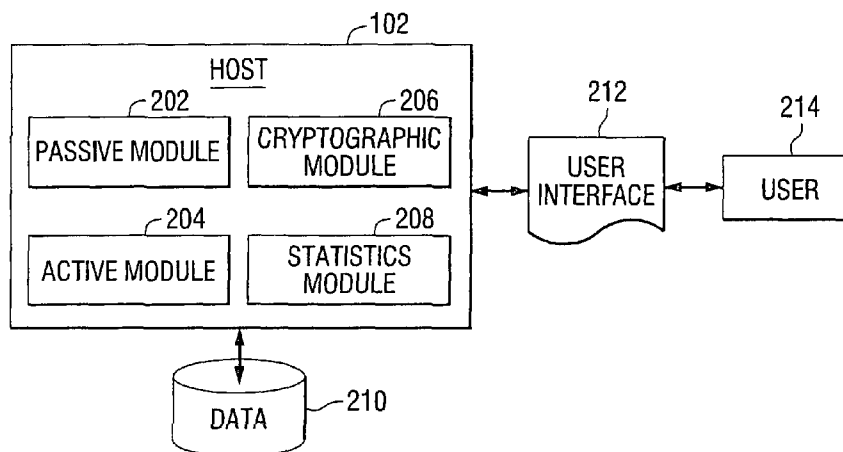 102
HOST
202
PASSIVE MODULE
206
CRYPTOGRAPHIC
MODULE
204
ACTIVE MODULE
208
STATISTICS
MODULE
212
USER
INTERFACE
214
USER
DATA
210